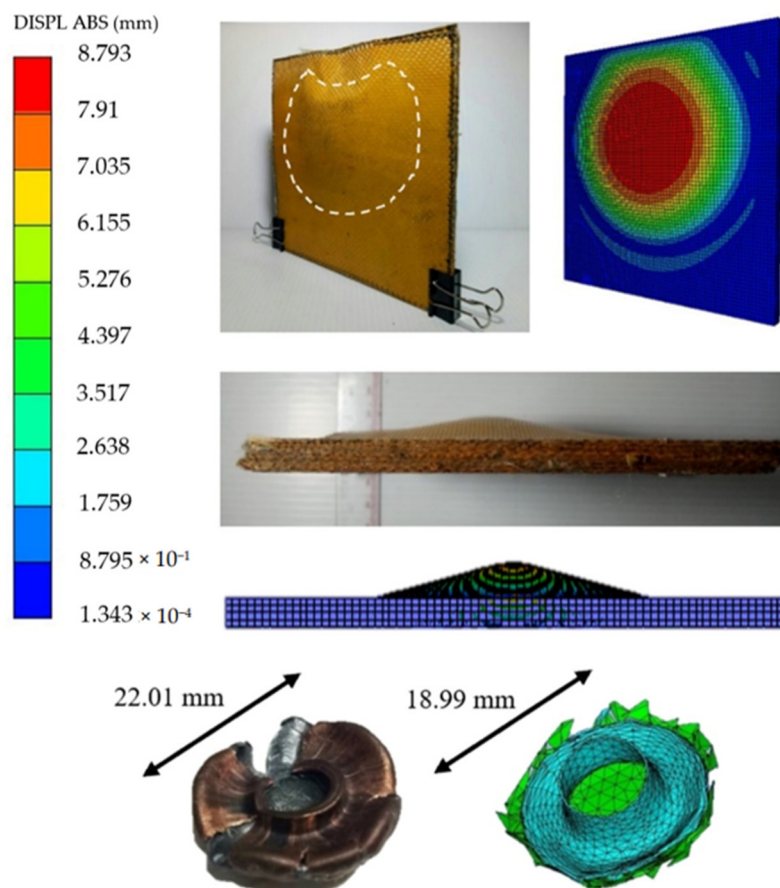 DISPL ABS (mm)
8.793
7.91
7.035
6.155
5.276
4.397
3.517
2.638
1.759
8.795 × 10⁻¹
1.343 × 10⁻⁴
22.01 mm
18.99 mm